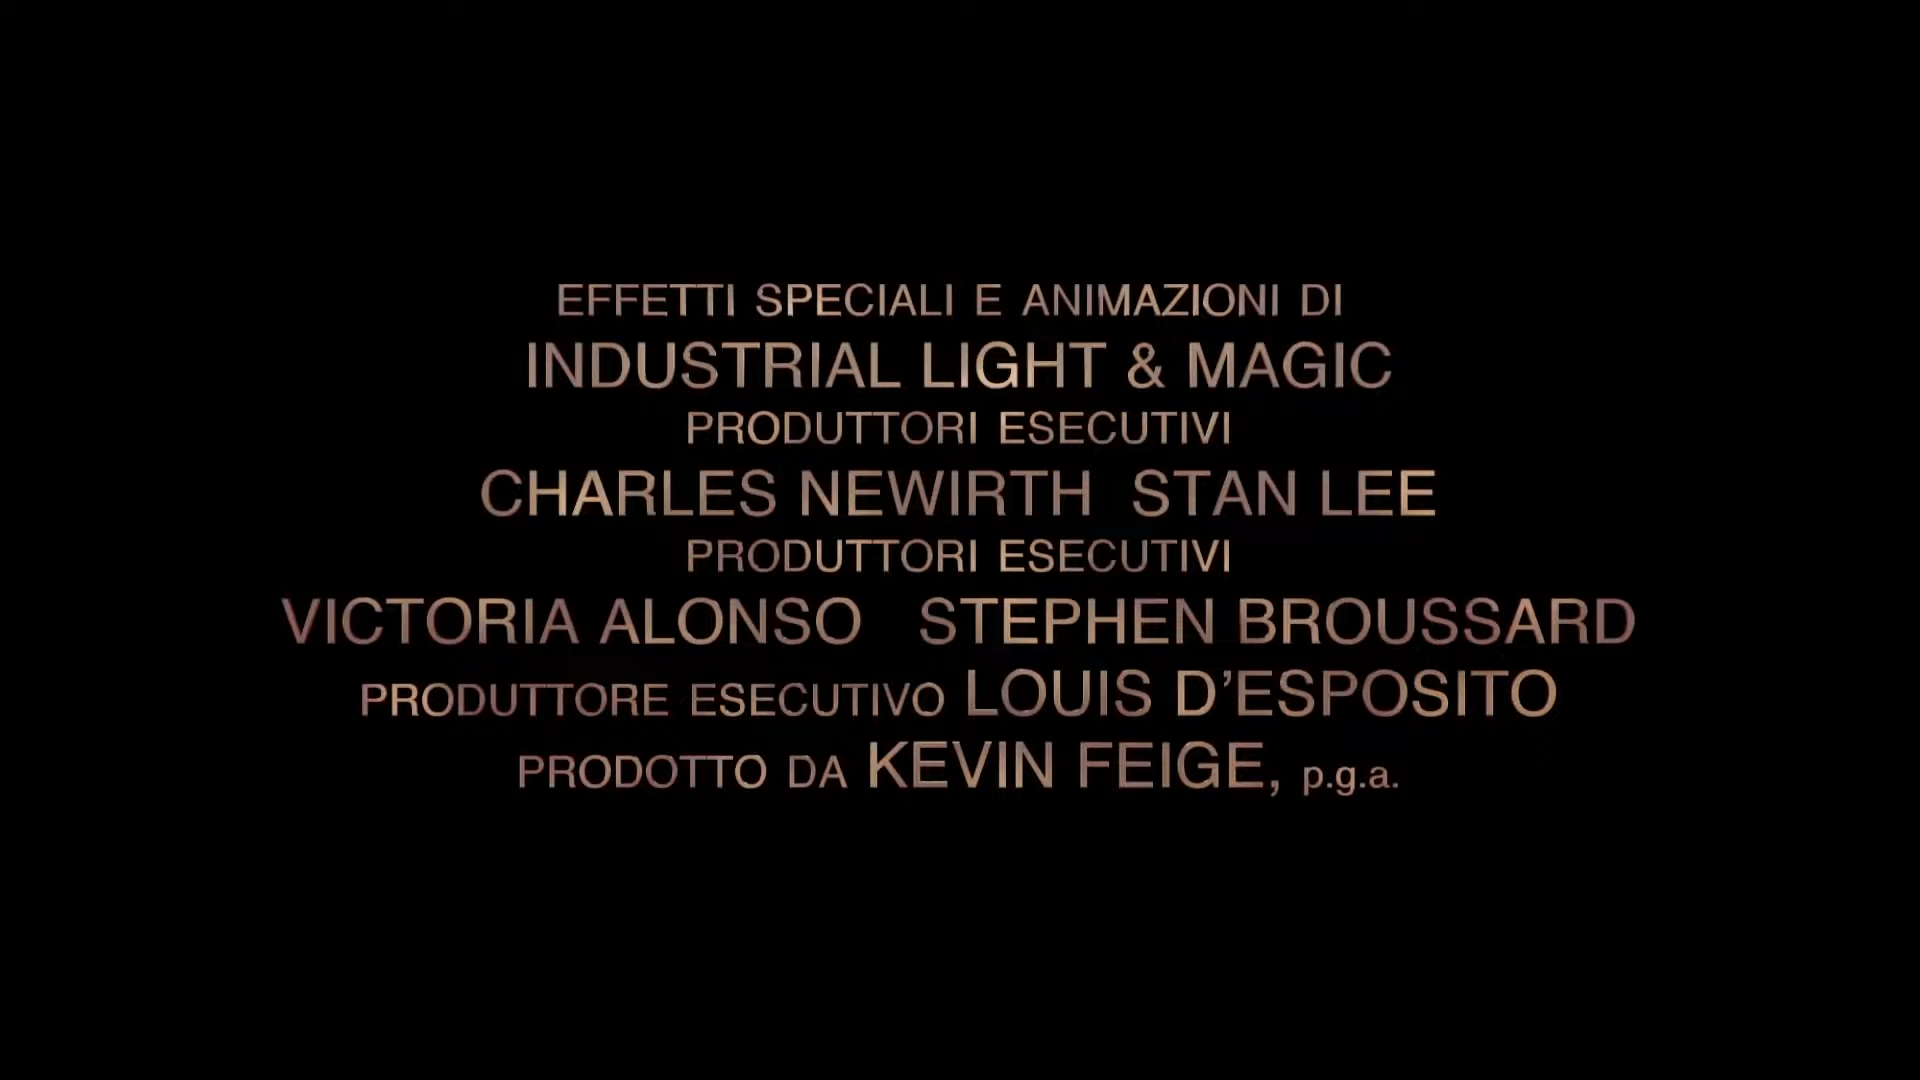 EFFETTI SPECIALI E ANIMAZIONI DI
INDUSTRIAL LIGHT & MAGIC
PRODUTTORI ESECUTIVI
CHARLES NEWIRTH STAN LEE
PRODUTTORI ESECUTIVI
VICTORIA ALONSO STEPHEN BROUSSARD
PRODUTTORE ESECUTIVO LOUIS D’ESPOSITO
PRODOTTO DA KEVIN FEIGE, p.g.a.